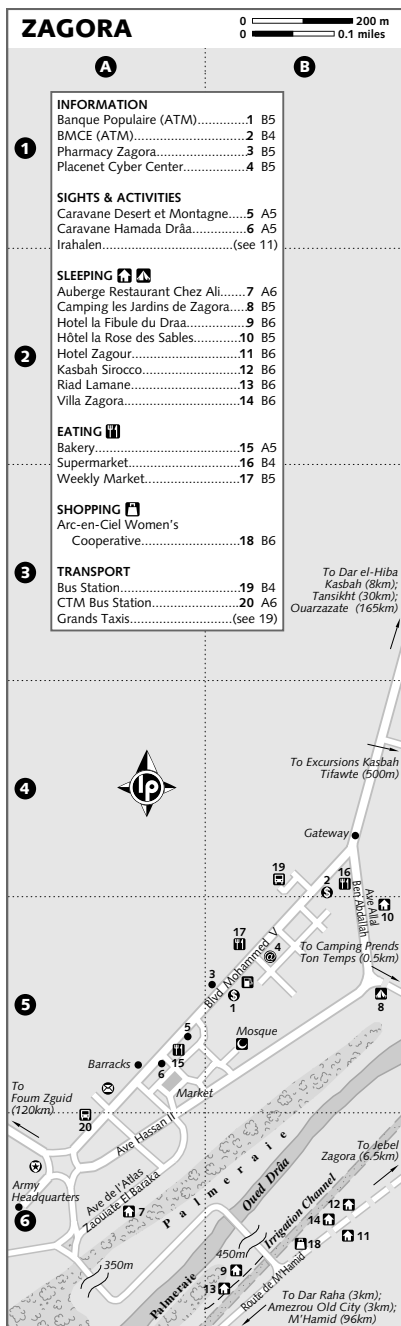 ZAGORA
0 200 m
0 0.1 miles
A
B
1
INFORMATION
Banque Populaire (ATM)..............1 B5
BMCE (ATM)..............................2 B4
Pharmacy Zagora........................3 B5
Placenet Cyber Center.................4 B5
SIGHTS & ACTIVITIES
Caravane Desert et Montagne.....5 A5
Caravane Hamada Drâa..............6 A5
Irahalen.............................(see 11)
2
SLEEPING
Auberge Restaurant Chez Ali.......7 A6
Camping les Jardins de Zagora....8 B5
Hotel la Fibule du Draa...............9 B6
Hôtel la Rose des Sables............10 B5
Hotel Zagour............................11 B6
Kasbah Sirocco.........................12 B6
Riad Lamane............................13 B6
Villa Zagora.............................14 B6
EATING
Bakery.....................................15 A5
Supermarket............................16 B4
Weekly Market.........................17 B5
SHOPPING
Arc-en-Ciel Women's
Cooperative.........................18 B6
3
TRANSPORT
Bus Station..............................19 B4
CTM Bus Station......................20 A6
Grands Taxis........................(see 19)
To Dar el-Hiba
Kasbah (8km);
Tansikht (30km);
Ouarzazate (165km)
4
lp
To Excursions Kasbah
Tifawte (500m)
Gateway
19
2
16
Ave Allal
Ben Abdallah
10
17
4
Blvd Mohammed V
To Camping Prends
Ton Temps (0.5km)
3
1
8
5
5
Mosque
Barracks
6
15
Market
To
Foum Zguid
(120km)
20
Ave Hassan II
To Jebel
Zagora (6.5km)
Army
Headquarters
Ave de l'Atlas
Zaouiate El Baraka
7
Palmeraie
Oued Drâa
Irrigation Channel
12
14
11
18
6
350m
450m
9
13
Palmeraie
Route de M'Hamid
To Dar Raha (3km);
Amezrou Old City (3km);
M'Hamid (96km)